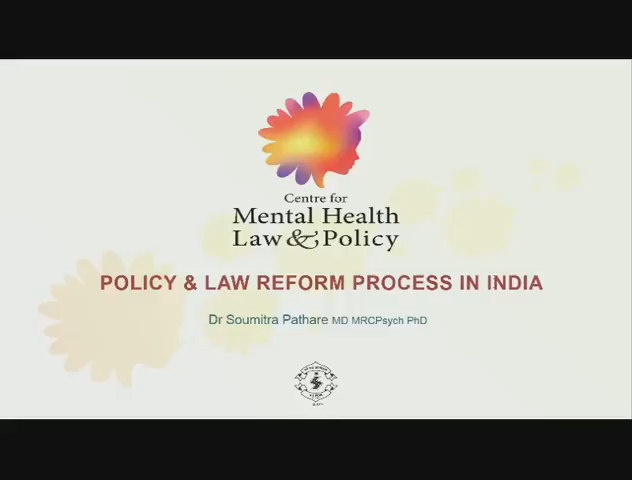 Centre for
Mental Health
Law & Policy
POLICY & LAW REFORM PROCESS IN INDIA
Dr Soumitra Pathare MD MRCPsych PhD